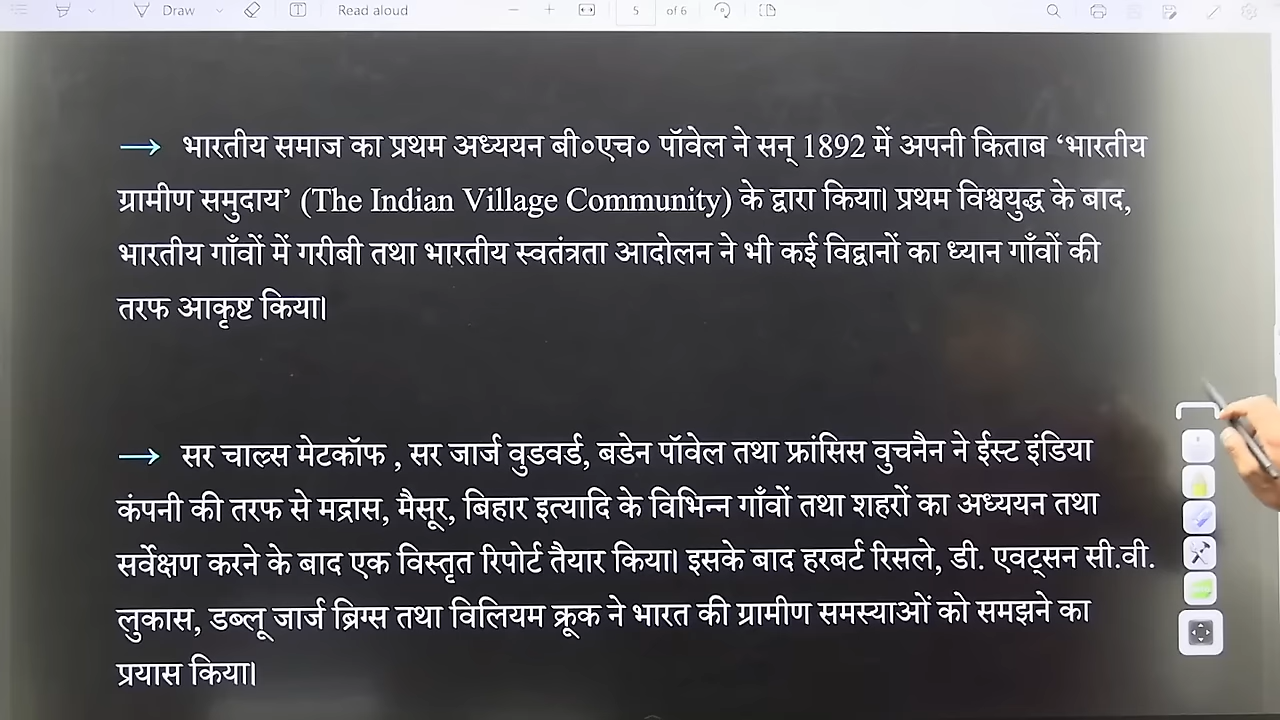 Draw
Read aloud
5
of 6
→ भारतीय समाज का प्रथम अध्ययन बी०एच० पॉवेल ने सन् 1892 में अपनी किताब ‘भारतीय
ग्रामीण समुदाय’ (The Indian Village Community) के द्वारा किया। प्रथम विश्वयुद्ध के बाद,
भारतीय गाँवों में गरीबी तथा भारतीय स्वतंत्रता आदोलन ने भी कई विद्वानों का ध्यान गाँवों की
तरफ आकृष्ट किया।
→ सर चार्ल्स मेटकॉफ , सर जार्ज वुडवर्ड, बडेन पॉवेल तथा फ्रांसिस वुचनैन ने ईस्ट इंडिया
कंपनी की तरफ से मद्रास, मैसूर, बिहार इत्यादि के विभिन्न गाँवों तथा शहरों का अध्ययन तथा
सर्वेक्षण करने के बाद एक विस्तृत रिपोर्ट तैयार किया। इसके बाद हरबर्ट रिसले, डी. एवट्सन सी.वी.
लुकास, डब्लू जार्ज ब्रिग्स तथा विलियम क्रूक ने भारत की ग्रामीण समस्याओं को समझने का
प्रयास किया।